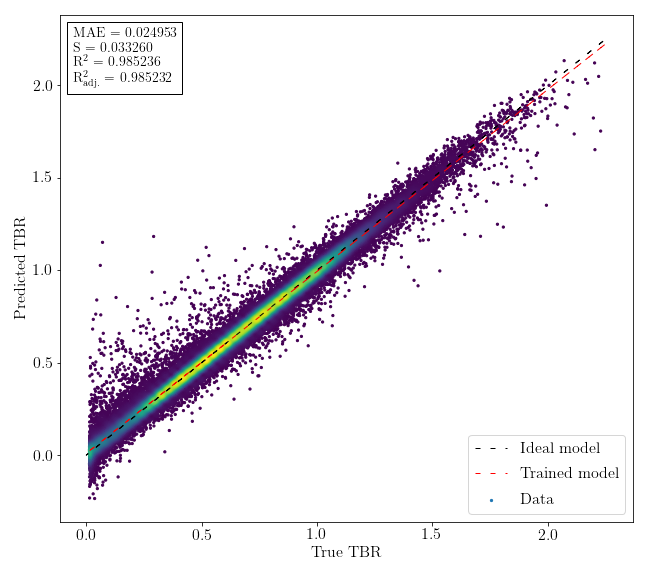 MAE = 0.024953
S = 0.033260
R² = 0.985236
R²adj. = 0.985232
2.0
1.5
1.0
0.5
0.0
Predicted TBR
Ideal model
Trained model
Data
0.0 0.5 1.0 1.5 2.0
True TBR